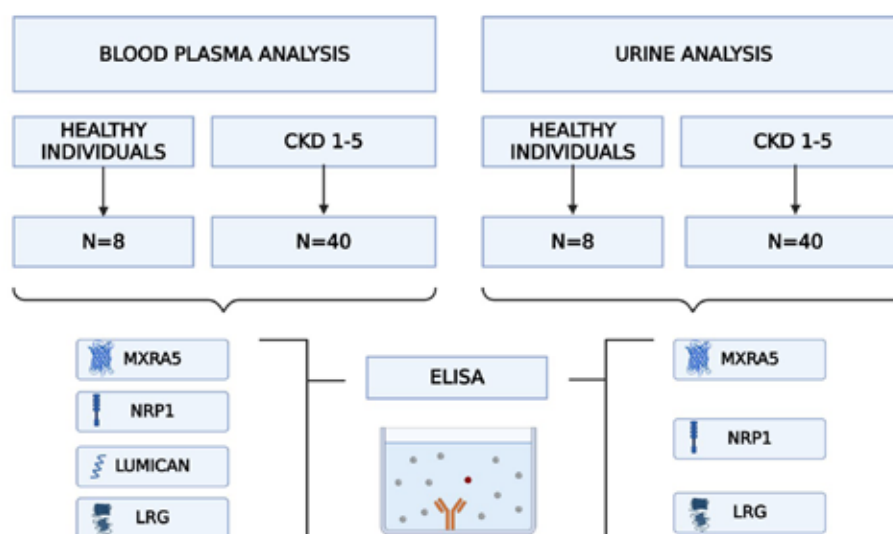 BLOOD PLASMA ANALYSIS
URINE ANALYSIS
HEALTHY
INDIVIDUALS
CKD 1-5
HEALTHY
INDIVIDUALS
CKD 1-5
N=8
N=40
N=8
N=40
MXRA5
NRP1
LUMICAN
LRG
ELISA
MXRA5
NRP1
LRG